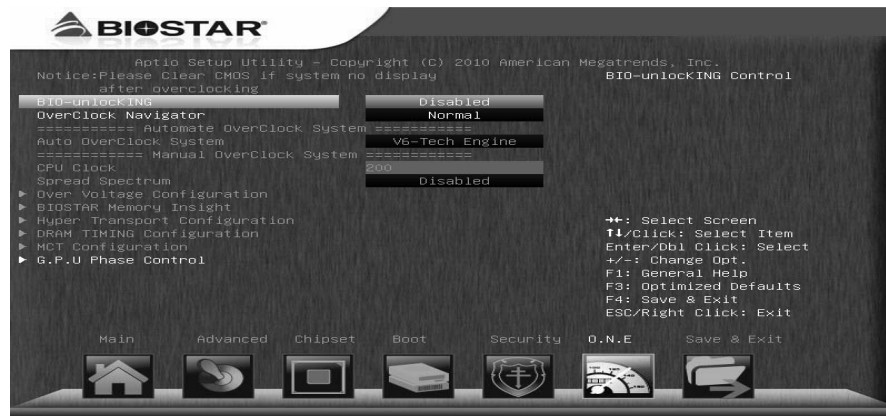 BIOSTAR®
Aptio Setup Utility - Copyright (C) 2010 American Megatrends, Inc.
Notice:Please Clear CMOS if system no display
after overclocking
BIO-unlocKING Control
BIO-unlocKING Disabled
OverClock Navigator Normal
=========== Automate OverClock System ===========
Auto OverClock System V6-Tech Engine
============ Manual OverClock System ============
CPU Clock 200
Spread Spectrum Disabled
► Over Voltage Configuration
► BIOSTAR Memory Insight
► Hyper Transport Configuration
► DRAM TIMING Configuration
► MCT Configuration
► G.P.U Phase Control
→←: Select Screen
↑↓/Click: Select Item
Enter/Dbl Click: Select
+/-: Change Opt.
F1: General Help
F3: Optimized Defaults
F4: Save & Exit
ESC/Right Click: Exit
Main Advanced Chipset Boot Security O.N.E Save & Exit